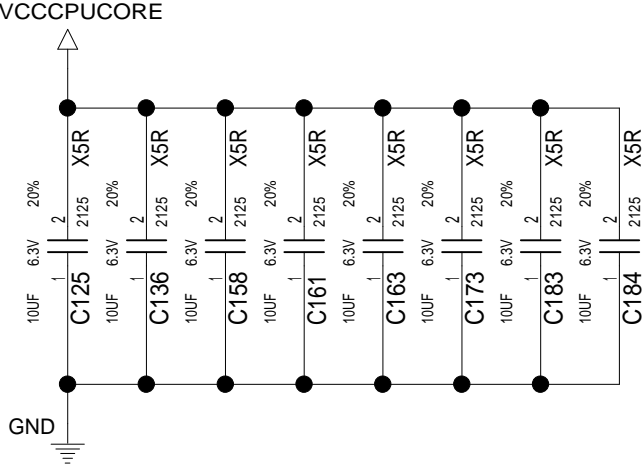 VCCCPUCORE
X5R X5R X5R X5R X5R X5R X5R X5R
20% 20% 20% 20% 20% 20% 20% 20%
2 2 2 2 2 2 2 2
2125 2125 2125 2125 2125 2125 2125 2125
6.3V 6.3V 6.3V 6.3V 6.3V 6.3V 6.3V 6.3V
1 1 1 1 1 1 1 1
10UF 10UF 10UF 10UF 10UF 10UF 10UF 10UF
C125 C136 C158 C161 C163 C173 C183 C184
GND